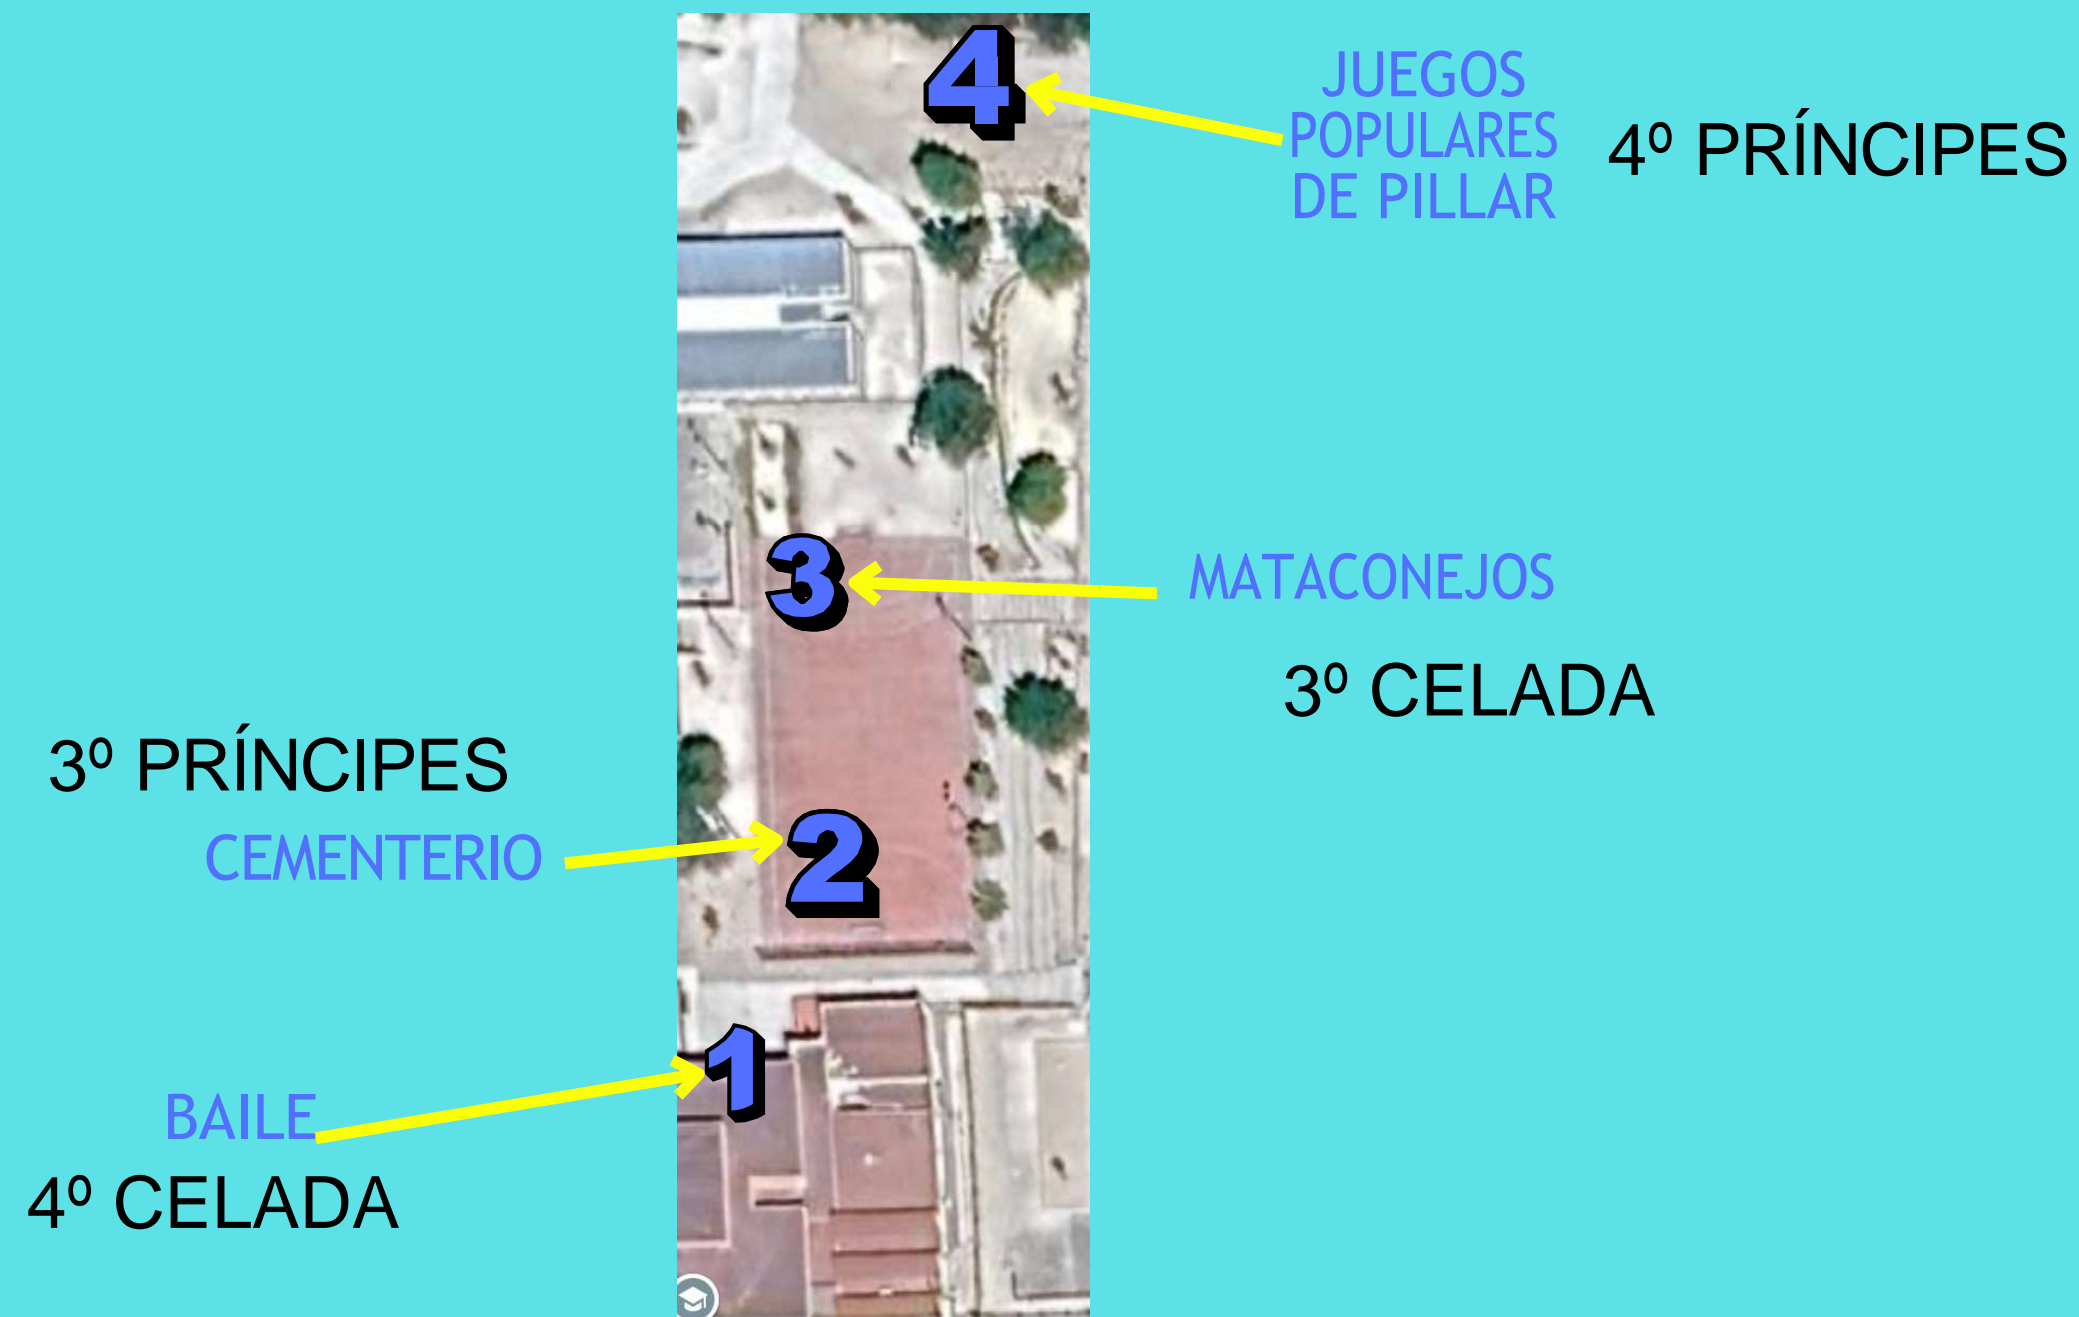 4
JUEGOS
POPULARES
DE PILLAR
4º PRÍNCIPES
3
MATACONEJOS
3º CELADA
3º PRÍNCIPES
CEMENTERIO
2
1
BAILE
4º CELADA